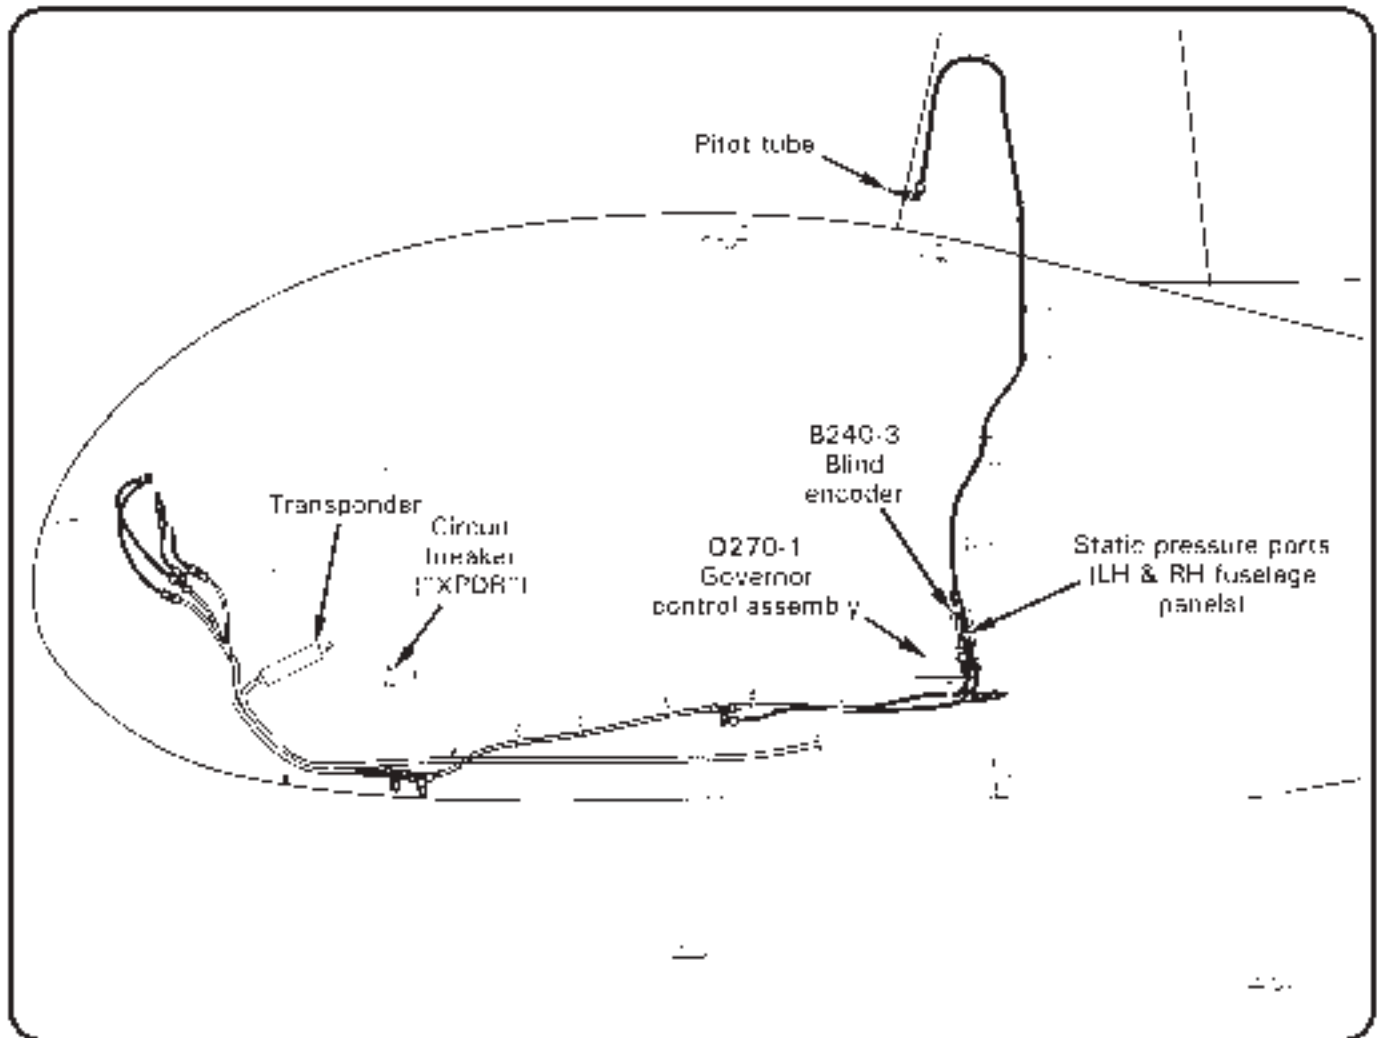 Pitot tube
B240-3
Blind
encoder
Transponder
Circuit
breaker
("XPDR")
D270-1
Governor
control assembly
Static pressure ports
(LH & RH fuselage
panels)